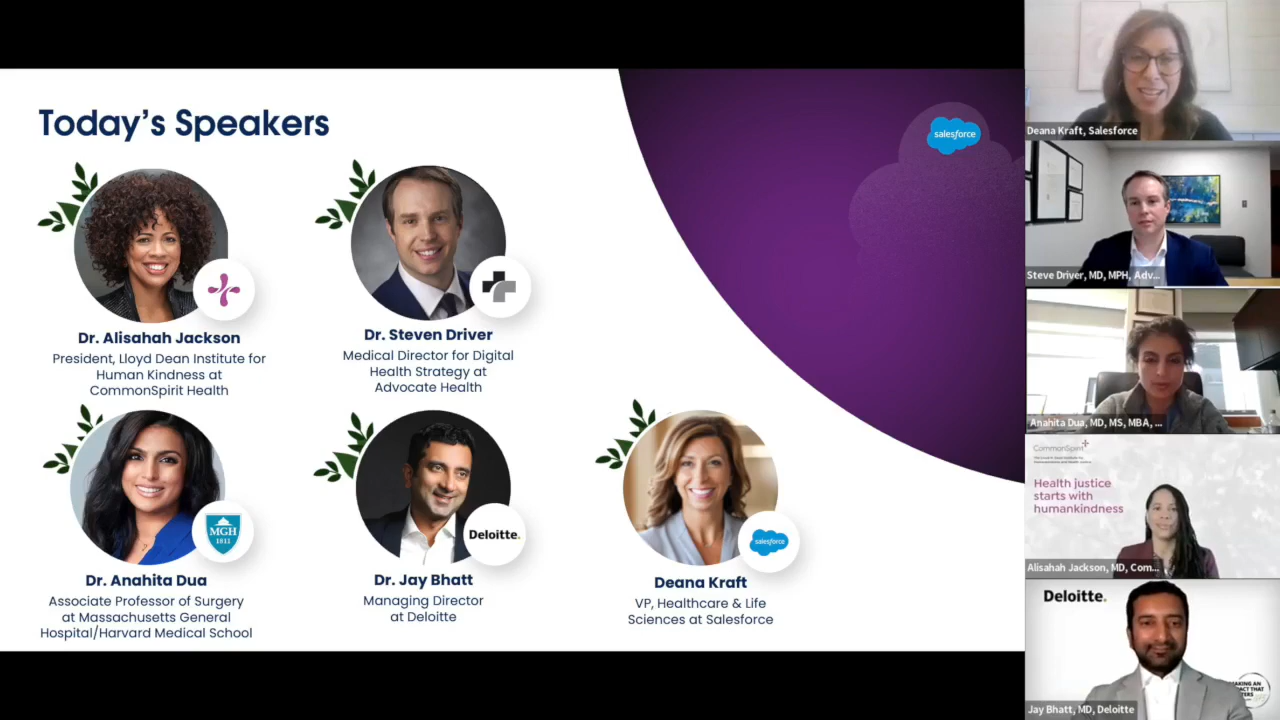 Today's Speakers
salesforce
Dr. Alisahah Jackson
President, Lloyd Dean Institute for
Human Kindness at
CommonSpirit Health
Dr. Steven Driver
Medical Director for Digital
Health Strategy at
Advocate Health
MGH
1811
Dr. Anahita Dua
Associate Professor of Surgery
at Massachusetts General
Hospital/Harvard Medical School
Deloitte.
Dr. Jay Bhatt
Managing Director
at Deloitte
salesforce
Deana Kraft
VP, Healthcare & Life
Sciences at Salesforce
Deana Kraft, Salesforce
Steve Driver, MD, MPH, Adv...
Anahita Dua, MD, MS, MBA, ...
CommonSpirit
Health justice
starts with
humankindness
Alisahah Jackson, MD, Com...
Deloitte.
Jay Bhatt, MD, Deloitte